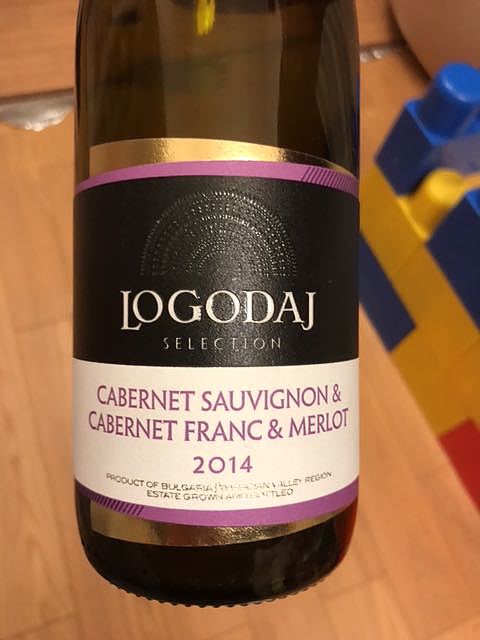 LOGODAJ
SELECTION
CABERNET SAUVIGNON &
CABERNET FRANC & MERLOT
2014
PRODUCT OF BULGARIA | THRACIAN VALLEY REGION
ESTATE GROWN AND BOTTLED